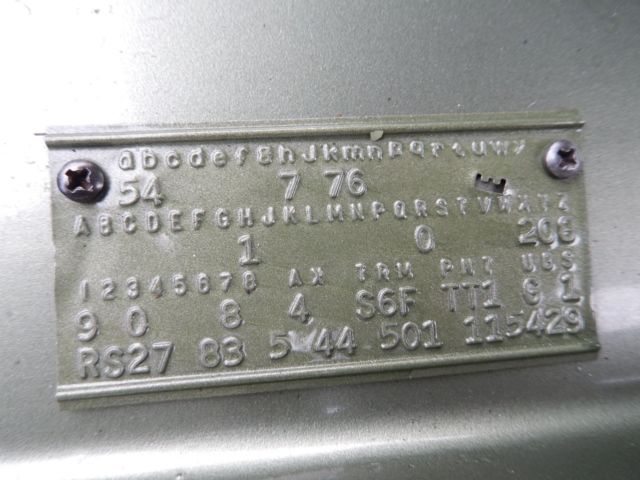 abcdefghJkmnpqrtuwy
54 7 76
ABCDEFGHJKLMNPQRSTVWXYZ
1 0 208
12345678 AX TRM PNT UBS
9 0 8 4 S6F TT1 G 1
RS27 83 5 44 501 115429